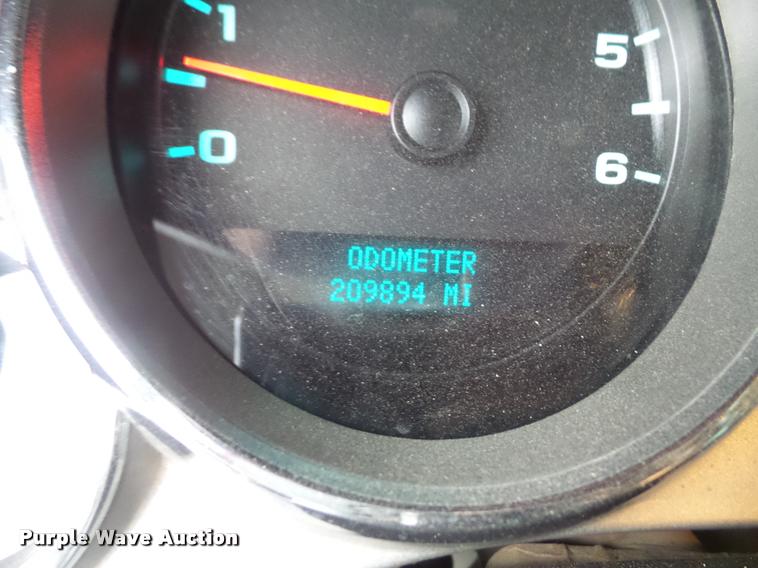 1
5
0
6
ODOMETER
209894 MI
Purple Wave Auction